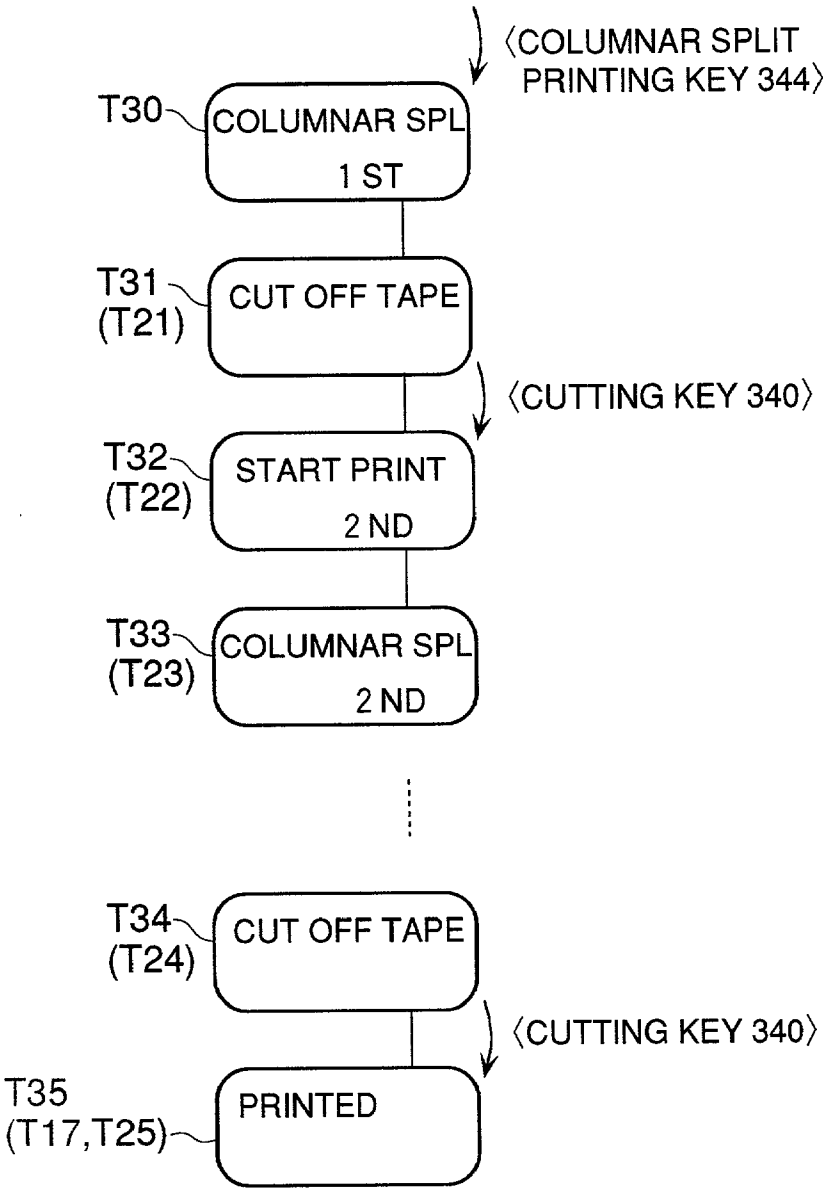 〈COLUMNAR SPLIT
PRINTING KEY 344〉
T30
COLUMNAR SPL
1 ST
T31
(T21)
CUT OFF TAPE
〈CUTTING KEY 340〉
T32
(T22)
START PRINT
2 ND
T33
(T23)
COLUMNAR SPL
2 ND
T34
(T24)
CUT OFF TAPE
〈CUTTING KEY 340〉
T35
(T17,T25)
PRINTED